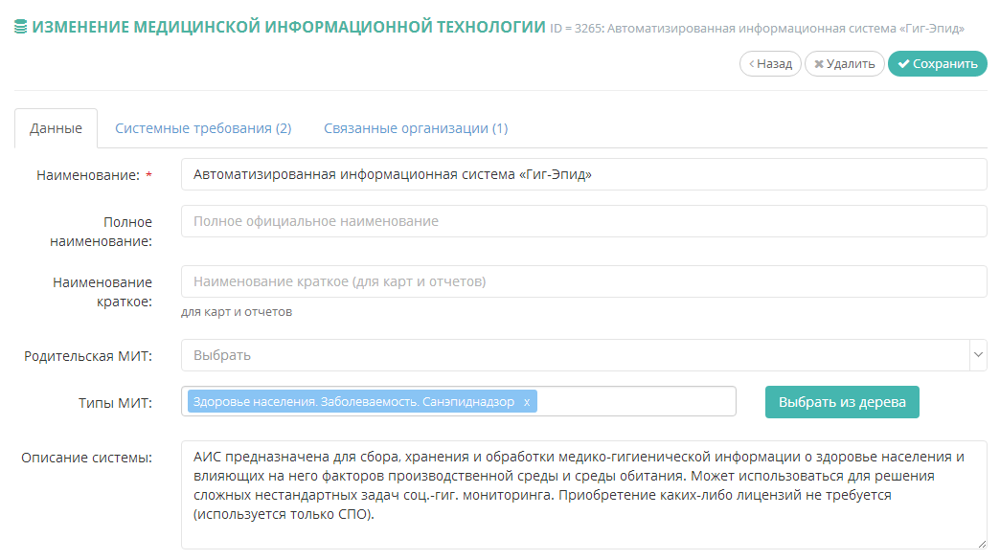 ИЗМЕНЕНИЕ МЕДИЦИНСКОЙ ИНФОРМАЦИОННОЙ ТЕХНОЛОГИИ ID = 3265: Автоматизированная информационная система «Гиг-Эпид»
Назад Удалить Сохранить
Данные Системные требования (2) Связанные организации (1)
Наименование: * Автоматизированная информационная система «Гиг-Эпид»
Полное
наименование:
Полное официальное наименование
Наименование
краткое:
Наименование краткое (для карт и отчетов)
для карт и отчетов
Родительская МИТ: Выбрать
Типы МИТ: Здоровье населения. Заболеваемость. Санэпиднадзор x Выбрать из дерева
Описание системы: АИС предназначена для сбора, хранения и обработки медико-гигиенической информации о здоровье населения и
влияющих на него факторов производственной среды и среды обитания. Может использоваться для решения
сложных нестандартных задач соц.-гиг. мониторинга. Приобретение каких-либо лицензий не требуется
(используется только СПО).